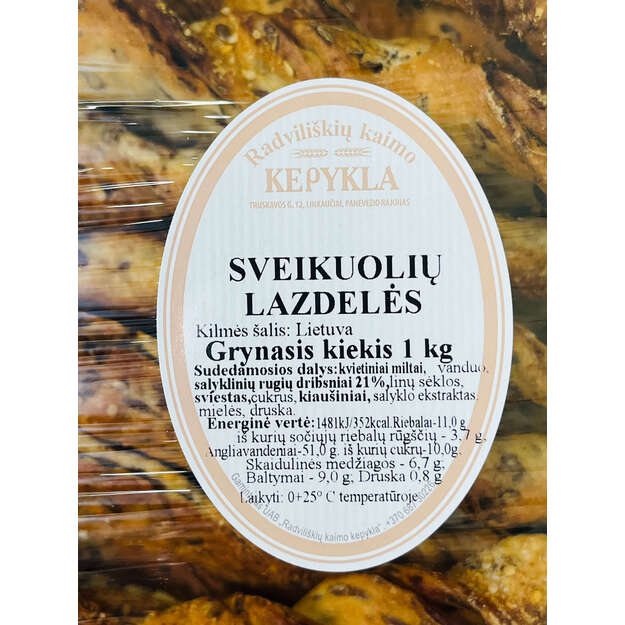 Radviliškių kaimo
KEPYKLA
TRUSKAVOS G. 12, LINKAUČIAI, PANEVĖŽIO RAJONAS
SVEIKUOLIŲ
LAZDELĖS
Kilmės šalis: Lietuva
Grynasis kiekis 1 kg
Sudedamosios dalys: kvietiniai miltai, vanduo,
salyklinių rugių dribsniai 21%, linų sėklos,
sviestas, cukrus, kiaušiniai, salyklo ekstraktas,
mielės, druska.
Energinė vertė: 1481kJ/352kcal. Riebalai-11,0 g
iš kurių sočiųjų riebalų rūgščių - 3,7 g,
Angliavandeniai-51,0 g. iš kurių cukrų-10,0g.
Skaidulinės medžiagos - 6,7 g;
Baltymai - 9,0 g; Druska 0,8 g
Laikyti: 0+25° C temperatūroje
UAB „Radviliškių kaimo kepykla" +370